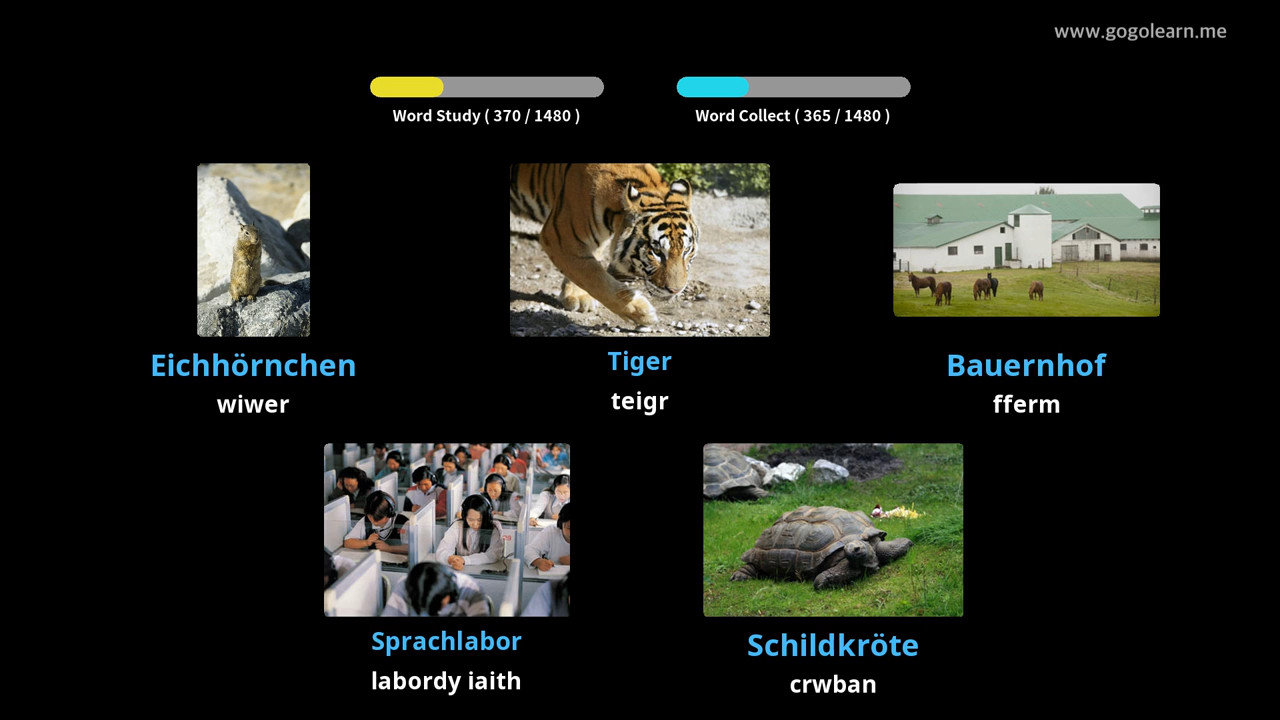 www.gogolearn.me
Word Study ( 370 / 1480 )
Word Collect ( 365 / 1480 )
Eichhörnchen
wiwer
Tiger
teigr
Bauernhof
fferm
Sprachlabor
labordy iaith
Schildkröte
crwban